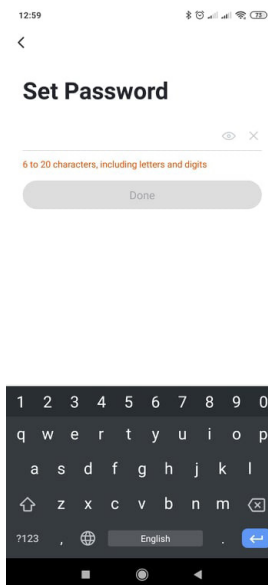 12:59
73
Set Password
6 to 20 characters, including letters and digits
Done
1 2 3 4 5 6 7 8 9 0
q w e r t y u i o p
a s d f g h j k l
z x c v b n m
?123 , English .